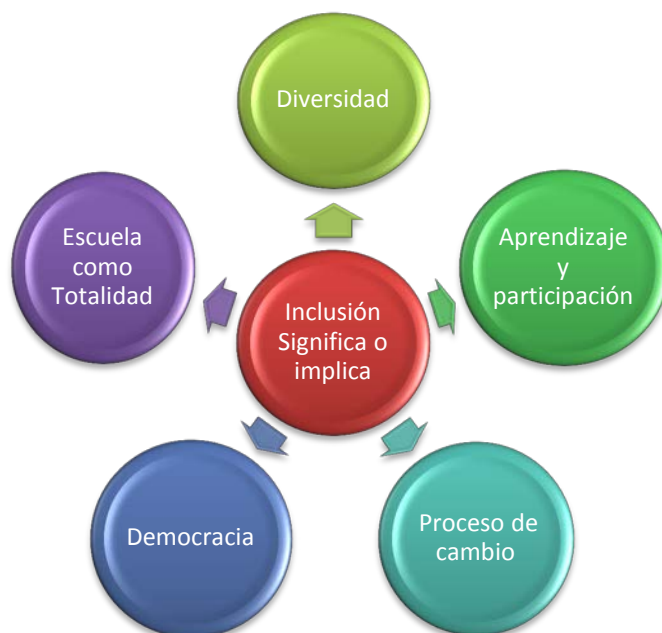 Diversidad
Escuela
como
Totalidad
Aprendizaje
y
participación
Inclusión
Significa o
implica
Democracia
Proceso de
cambio